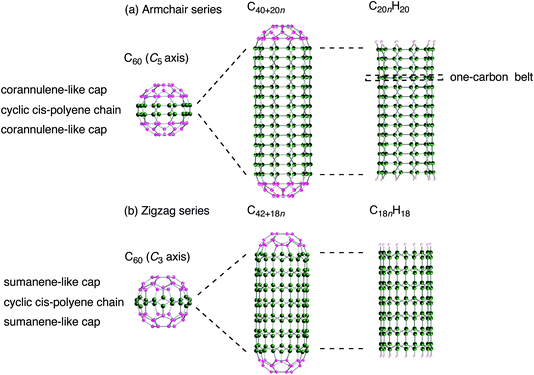 (a) Armchair series
C40+20n
C20nH20
C60 (C5 axis)
corannulene-like cap
cyclic cis-polyene chain
corannulene-like cap
one-carbon belt
(b) Zigzag series
C42+18n
C18nH18
C60 (C3 axis)
sumanene-like cap
cyclic cis-polyene chain
sumanene-like cap